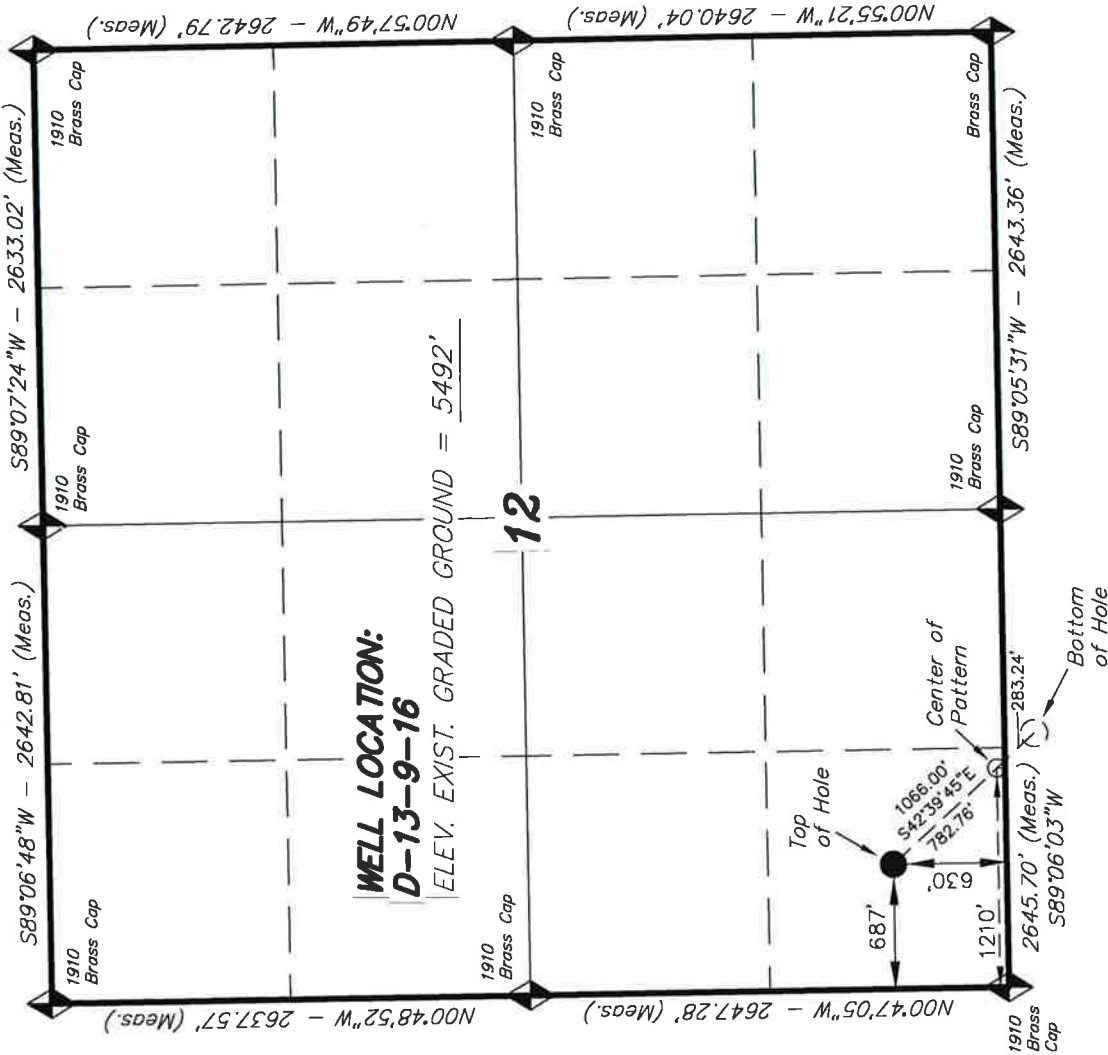 S89°06'48"W - 2642.81' (Meas.)
S89°07'24"W - 2633.02' (Meas.)
1910
Brass Cap
1910
Brass Cap
1910
Brass Cap
N00°48'52"W - 2637.57' (Meas.)
N00°57'49"W - 2642.79' (Meas.)
WELL LOCATION:
D-13-9-16
ELEV. EXIST. GRADED GROUND = 5492'
12
1910
Brass Cap
1910
Brass Cap
N00°47'05"W - 2647.28' (Meas.)
N00°55'21"W - 2640.04' (Meas.)
Top
of Hole
Center of
Pattern
687'
630'
1066.00'
S42°39'45"E
782.76'
1210'
283.24'
Bottom
of Hole
1910
Brass
Cap
1910
Brass Cap
Brass Cap
2645.70' (Meas.)
S89°06'03"W
S89°05'31"W - 2643.36' (Meas.)